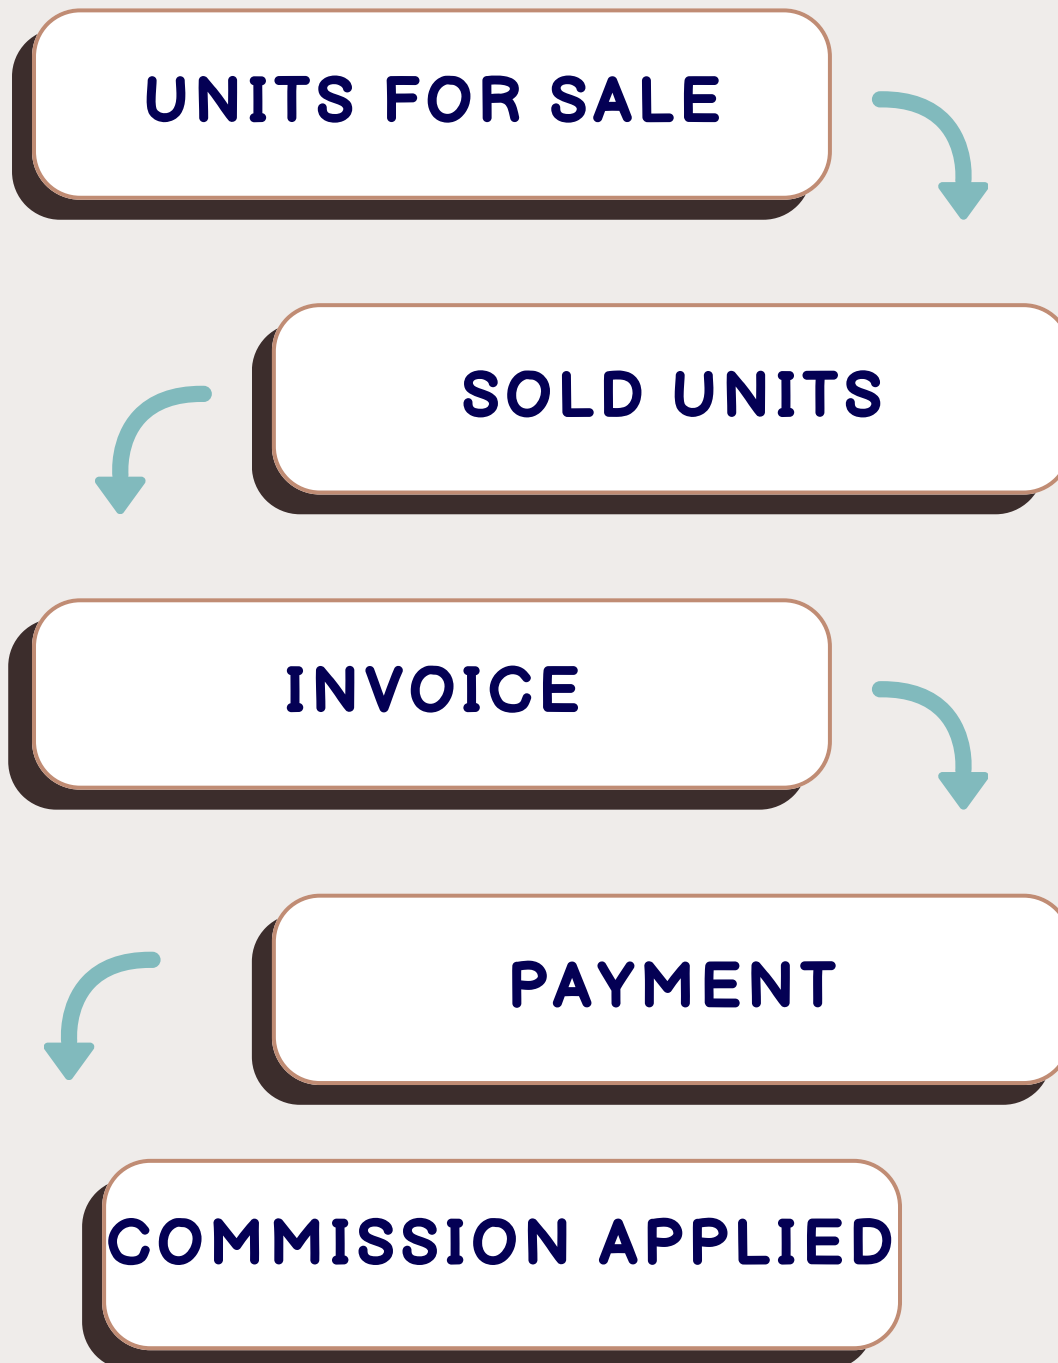 UNITS FOR SALE
SOLD UNITS
INVOICE
PAYMENT
COMMISSION APPLIED